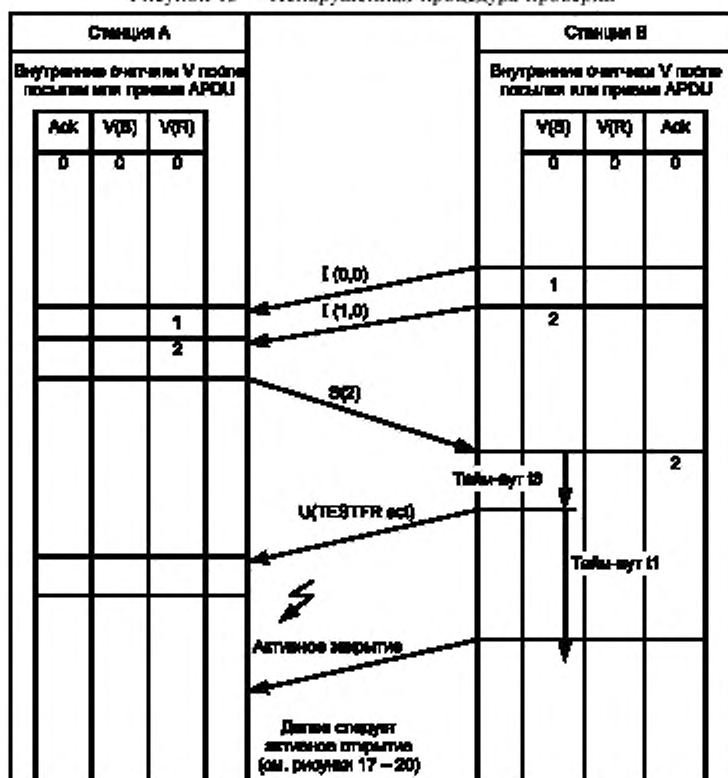 Станция А
Станция В
Внутренние счетчики V после
посылки или приема APDU
Внутренние счетчики V после
посылки или приема APDU
Ack V(S) V(R)
V(S) V(R) Ack
0 0 0
0 0 0
I (0,0)
1
I (1,0)
1
2
2
S(2)
2
Тайм-аут t3
U(TESTFR act)
Тайм-аут t1
Активное закрытие
Далее следует
активное открытие
(см. рисунки 17 – 20)